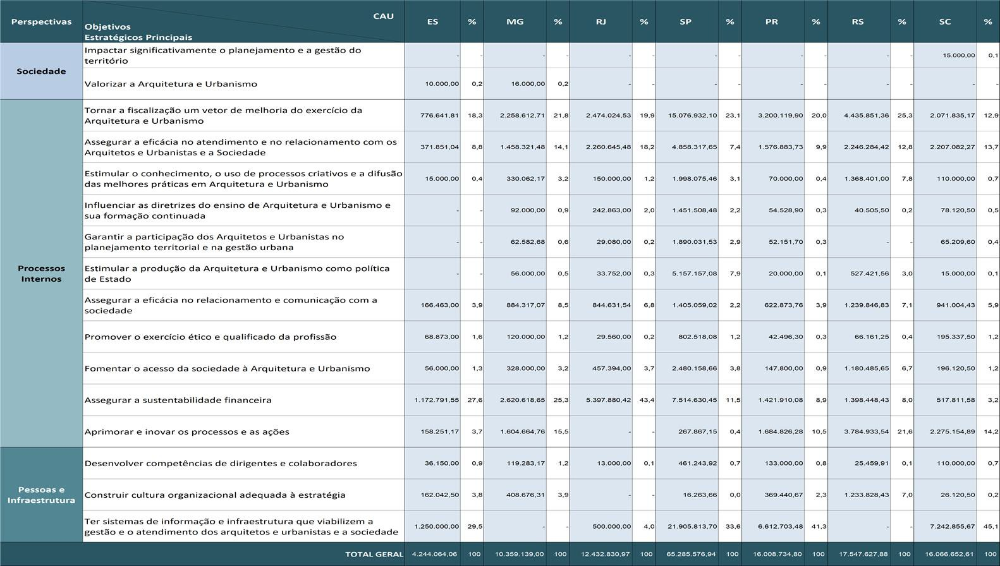 Perspectivas CAU Objetivos Estratégicos Principais ES % MG % RJ % SP % PR % RS % SC %
Sociedade
Impactar significativamente o planejamento e a gestão do
território - - - - - - - - - - - - 15.000,00 0,1
Valorizar a Arquitetura e Urbanismo 10.000,00 0,2 16.000,00 0,2 - - - - - - - - - -
Processos
Internos
Tornar a fiscalização um vetor de melhoria do exercício da
Arquitetura e Urbanismo 776.641,81 18,3 2.258.612,71 21,8 2.474.024,53 19,9 15.076.932,10 23,1 3.200.119,90 20,0 4.435.851,36 25,3 2.071.835,17 12,9
Assegurar a eficácia no atendimento e no relacionamento com os
Arquitetos e Urbanistas e a Sociedade 371.851,04 8,8 1.458.321,48 14,1 2.260.645,48 18,2 4.858.317,65 7,4 1.576.883,73 9,9 2.246.284,42 12,8 2.207.082,27 13,7
Estimular o conhecimento, o uso de processos criativos e a difusão
das melhores práticas em Arquitetura e Urbanismo 15.000,00 0,4 330.062,17 3,2 150.000,00 1,2 1.998.075,46 3,1 70.000,00 0,4 1.368.401,00 7,8 110.000,00 0,7
Influenciar as diretrizes do ensino de Arquitetura e Urbanismo e
sua formação continuada - - 92.000,00 0,9 242.863,00 2,0 1.451.508,48 2,2 54.528,90 0,3 40.505,50 0,2 78.120,50 0,5
Garantir a participação dos Arquitetos e Urbanistas no
planejamento territorial e na gestão urbana - - 62.582,68 0,6 29.080,00 0,2 1.890.031,53 2,9 52.151,70 0,3 - - 65.209,60 0,4
Estimular a produção da Arquitetura e Urbanismo como política
de Estado - - 56.000,00 0,5 33.752,00 0,3 5.157.157,08 7,9 20.000,00 0,1 527.421,56 3,0 15.000,00 0,1
Assegurar a eficácia no relacionamento e comunicação com a
sociedade 166.463,00 3,9 884.317,07 8,5 844.631,54 6,8 1.405.059,02 2,2 622.873,76 3,9 1.239.846,83 7,1 941.004,43 5,9
Promover o exercício ético e qualificado da profissão 68.873,00 1,6 120.000,00 1,2 29.560,00 0,2 802.518,08 1,2 42.496,30 0,3 66.161,25 0,4 195.337,50 1,2
Fomentar o acesso da sociedade à Arquitetura e Urbanismo 56.000,00 1,3 328.000,00 3,2 457.394,00 3,7 2.480.158,66 3,8 147.800,00 0,9 1.180.485,65 6,7 196.120,50 1,2
Assegurar a sustentabilidade financeira 1.172.791,55 27,6 2.620.618,65 25,3 5.397.880,42 43,4 7.514.630,45 11,5 1.421.910,08 8,9 1.398.448,43 8,0 517.811,58 3,2
Aprimorar e inovar os processos e as ações 158.251,17 3,7 1.604.664,76 15,5 - - 267.867,15 0,4 1.684.826,28 10,5 3.784.933,54 21,6 2.275.154,89 14,2
Pessoas e
Infraestrutura
Desenvolver competências de dirigentes e colaboradores 36.150,00 0,9 119.283,17 1,2 13.000,00 0,1 461.243,92 0,7 133.000,00 0,8 25.459,91 0,1 110.000,00 0,7
Construir cultura organizacional adequada à estratégia 162.042,50 3,8 408.676,31 3,9 - - 16.263,66 0,0 369.440,67 2,3 1.233.828,43 7,0 26.120,50 0,2
Ter sistemas de informação e infraestrutura que viabilizem a
gestão e o atendimento dos arquitetos e urbanistas e a sociedade 1.250.000,00 29,5 - - 500.000,00 4,0 21.905.813,70 33,6 6.612.703,48 41,3 - - 7.242.855,67 45,1
TOTAL GERAL 4.244.064,06 100 10.359.139,00 100 12.432.830,97 100 65.285.576,94 100 16.008.734,80 100 17.547.627,88 100 16.066.652,61 100